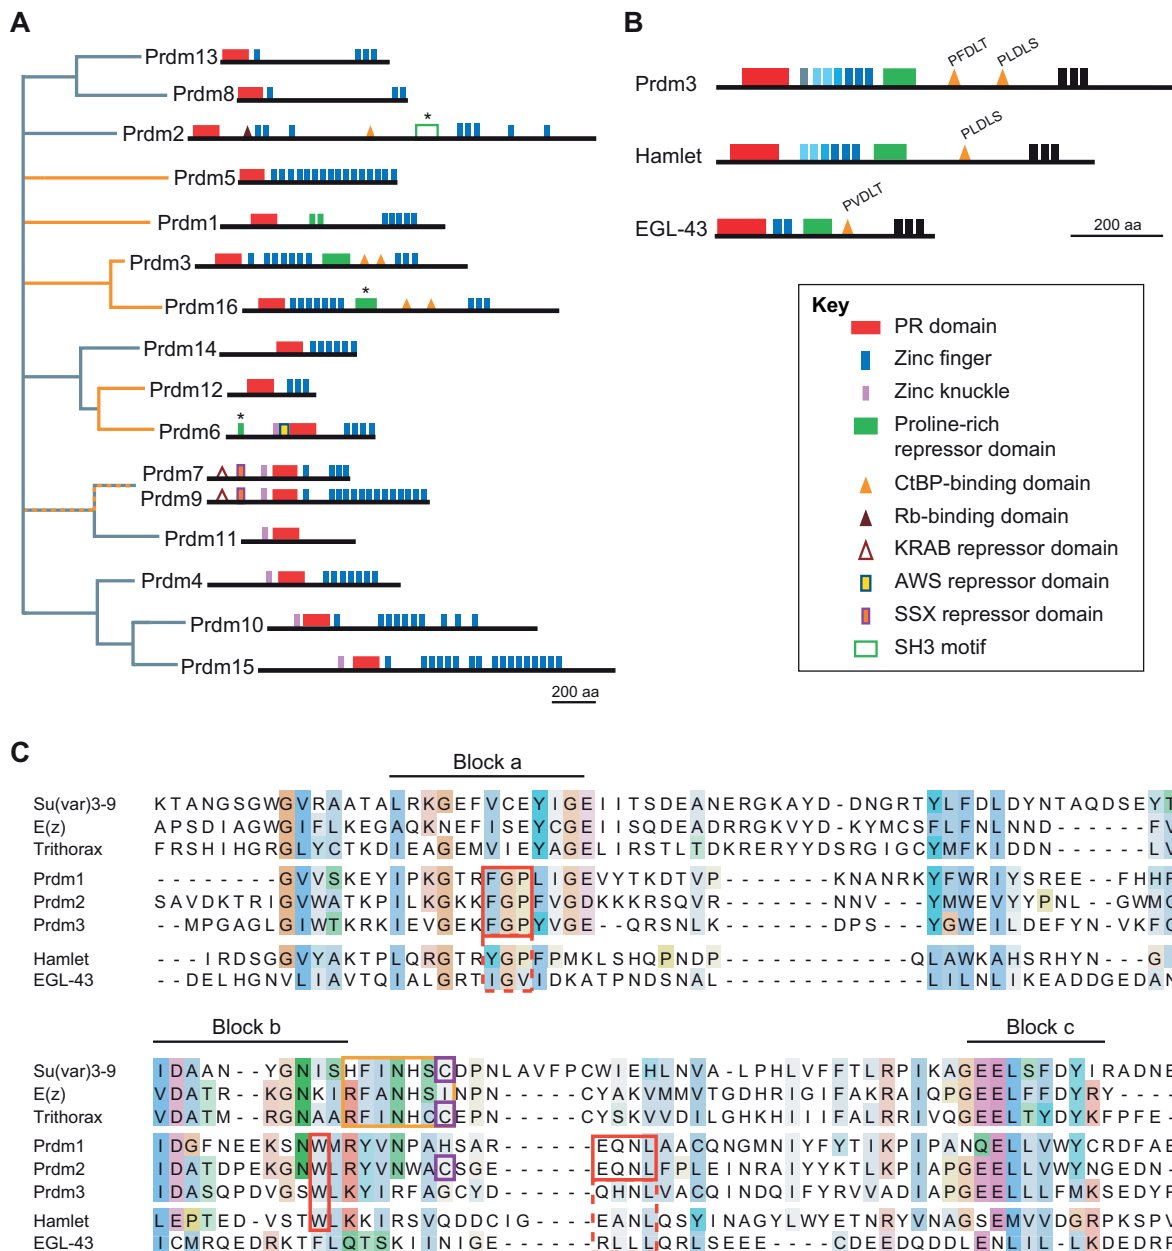 A
Prdm13
Prdm8
Prdm2
*
Prdm5
Prdm1
Prdm3
Prdm16
*
Prdm14
Prdm12
Prdm6
*
Prdm7
Prdm9
Prdm11
Prdm4
Prdm10
Prdm15
200 aa
B
Prdm3
PFDLT
PLDLS
Hamlet
PLDLS
EGL-43
PVDLT
200 aa
Key
PR domain
Zinc finger
Zinc knuckle
Proline-rich
repressor domain
CtBP-binding domain
Rb-binding domain
KRAB repressor domain
AWS repressor domain
SSX repressor domain
SH3 motif
C
Block a
Su(var)3-9 KTANGSGWGVRAATALRKGEFVCEYIGEIITSDEANERGKAYD-DNGRTYLFDLDYNTAQDSEYT
E(z) APSDIAGWGIFLKEGAQKNEFISEYCGEIISQDEADRRGKVYD-KYMCSFLFNLNND------FV
Trithorax FRSHIHGRGLYCTKDIEAGEMVIEYAGELIRSTLTDKRERYYDSRGIGCYMFKIDDN------LV
Prdm1 --------GVVSKEYIPKGTRFGPLIGEVYTKDTVP-------KNANRKYFWRIYSREE--FHHF
Prdm2 SAVDKTRIGVWATKPILKGKKFGPFVGDKKKRSQVR-------NNV---YMWEVYYPNL--GWMC
Prdm3 --MPGAGLGIWTKRKIEVGEKFGPYVGE--QRSNLK-------DPS---YGWEILDEFYN-VKFC
Hamlet ---IRDSGGVYAKTPLQRGTRYGPFPMKLSHQPNDP------------QLAWKAHSRHYN---G
EGL-43 --DELHGNVLIAVTQIALGRTIGVIDKATPNDSNAL-------------LILNLIKEADDGEDAN
Block b
Block c
Su(var)3-9 IDAAN--YGNISHFINHSCDPNLAVFPCWIEHLNVA-LPHLVFFTLRPIKAGEELSFDYIRADNE
E(z) VDATR--KGNKIRFANHSINPN------CYAKVMMVTGDHRIGIFAKRAIQPGEELFFDYRY----
Trithorax VDATM--RGNAARFINHCCEPN------CYSKVVDILGHKHIIIFALRRIVQGEELTYDYKFPFE-
Prdm1 IDGFNEEKSNWMRYVNPAHSAR------EQNLAACQNGMNIYFYTIKPIPANQELLVWYCRDFAE
Prdm2 IDATDPEKGNWLRYVNWACSGE------EQNLFPLEINRAIYYKTLKPIAPGEELLVWYNGEDN-
Prdm3 IDASQPDVGSWLKYIRFAGCYD------QHNLVACQINDQIFYRVVADIAPGEELLLFMKSEDYP
Hamlet LEPTED-VSTWLKKIRSVQDDCIG----EANLQSYINAGYLWYETNRYVNAGSEMVVDGRPKSPV
EGL-43 ICMRQEDRKTFLQTSKIINIGE------RLLLQRLSEEE---CDEEDQDDLENLIL-LKDEDRP